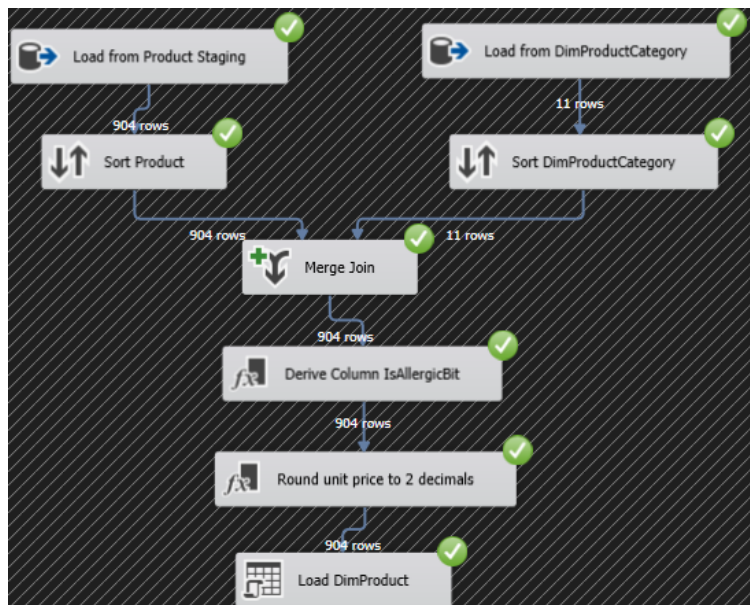 Load from Product Staging
Load from DimProductCategory
904 rows
11 rows
Sort Product
Sort DimProductCategory
904 rows
11 rows
Merge Join
904 rows
Derive Column IsAllergicBit
904 rows
Round unit price to 2 decimals
904 rows
Load DimProduct